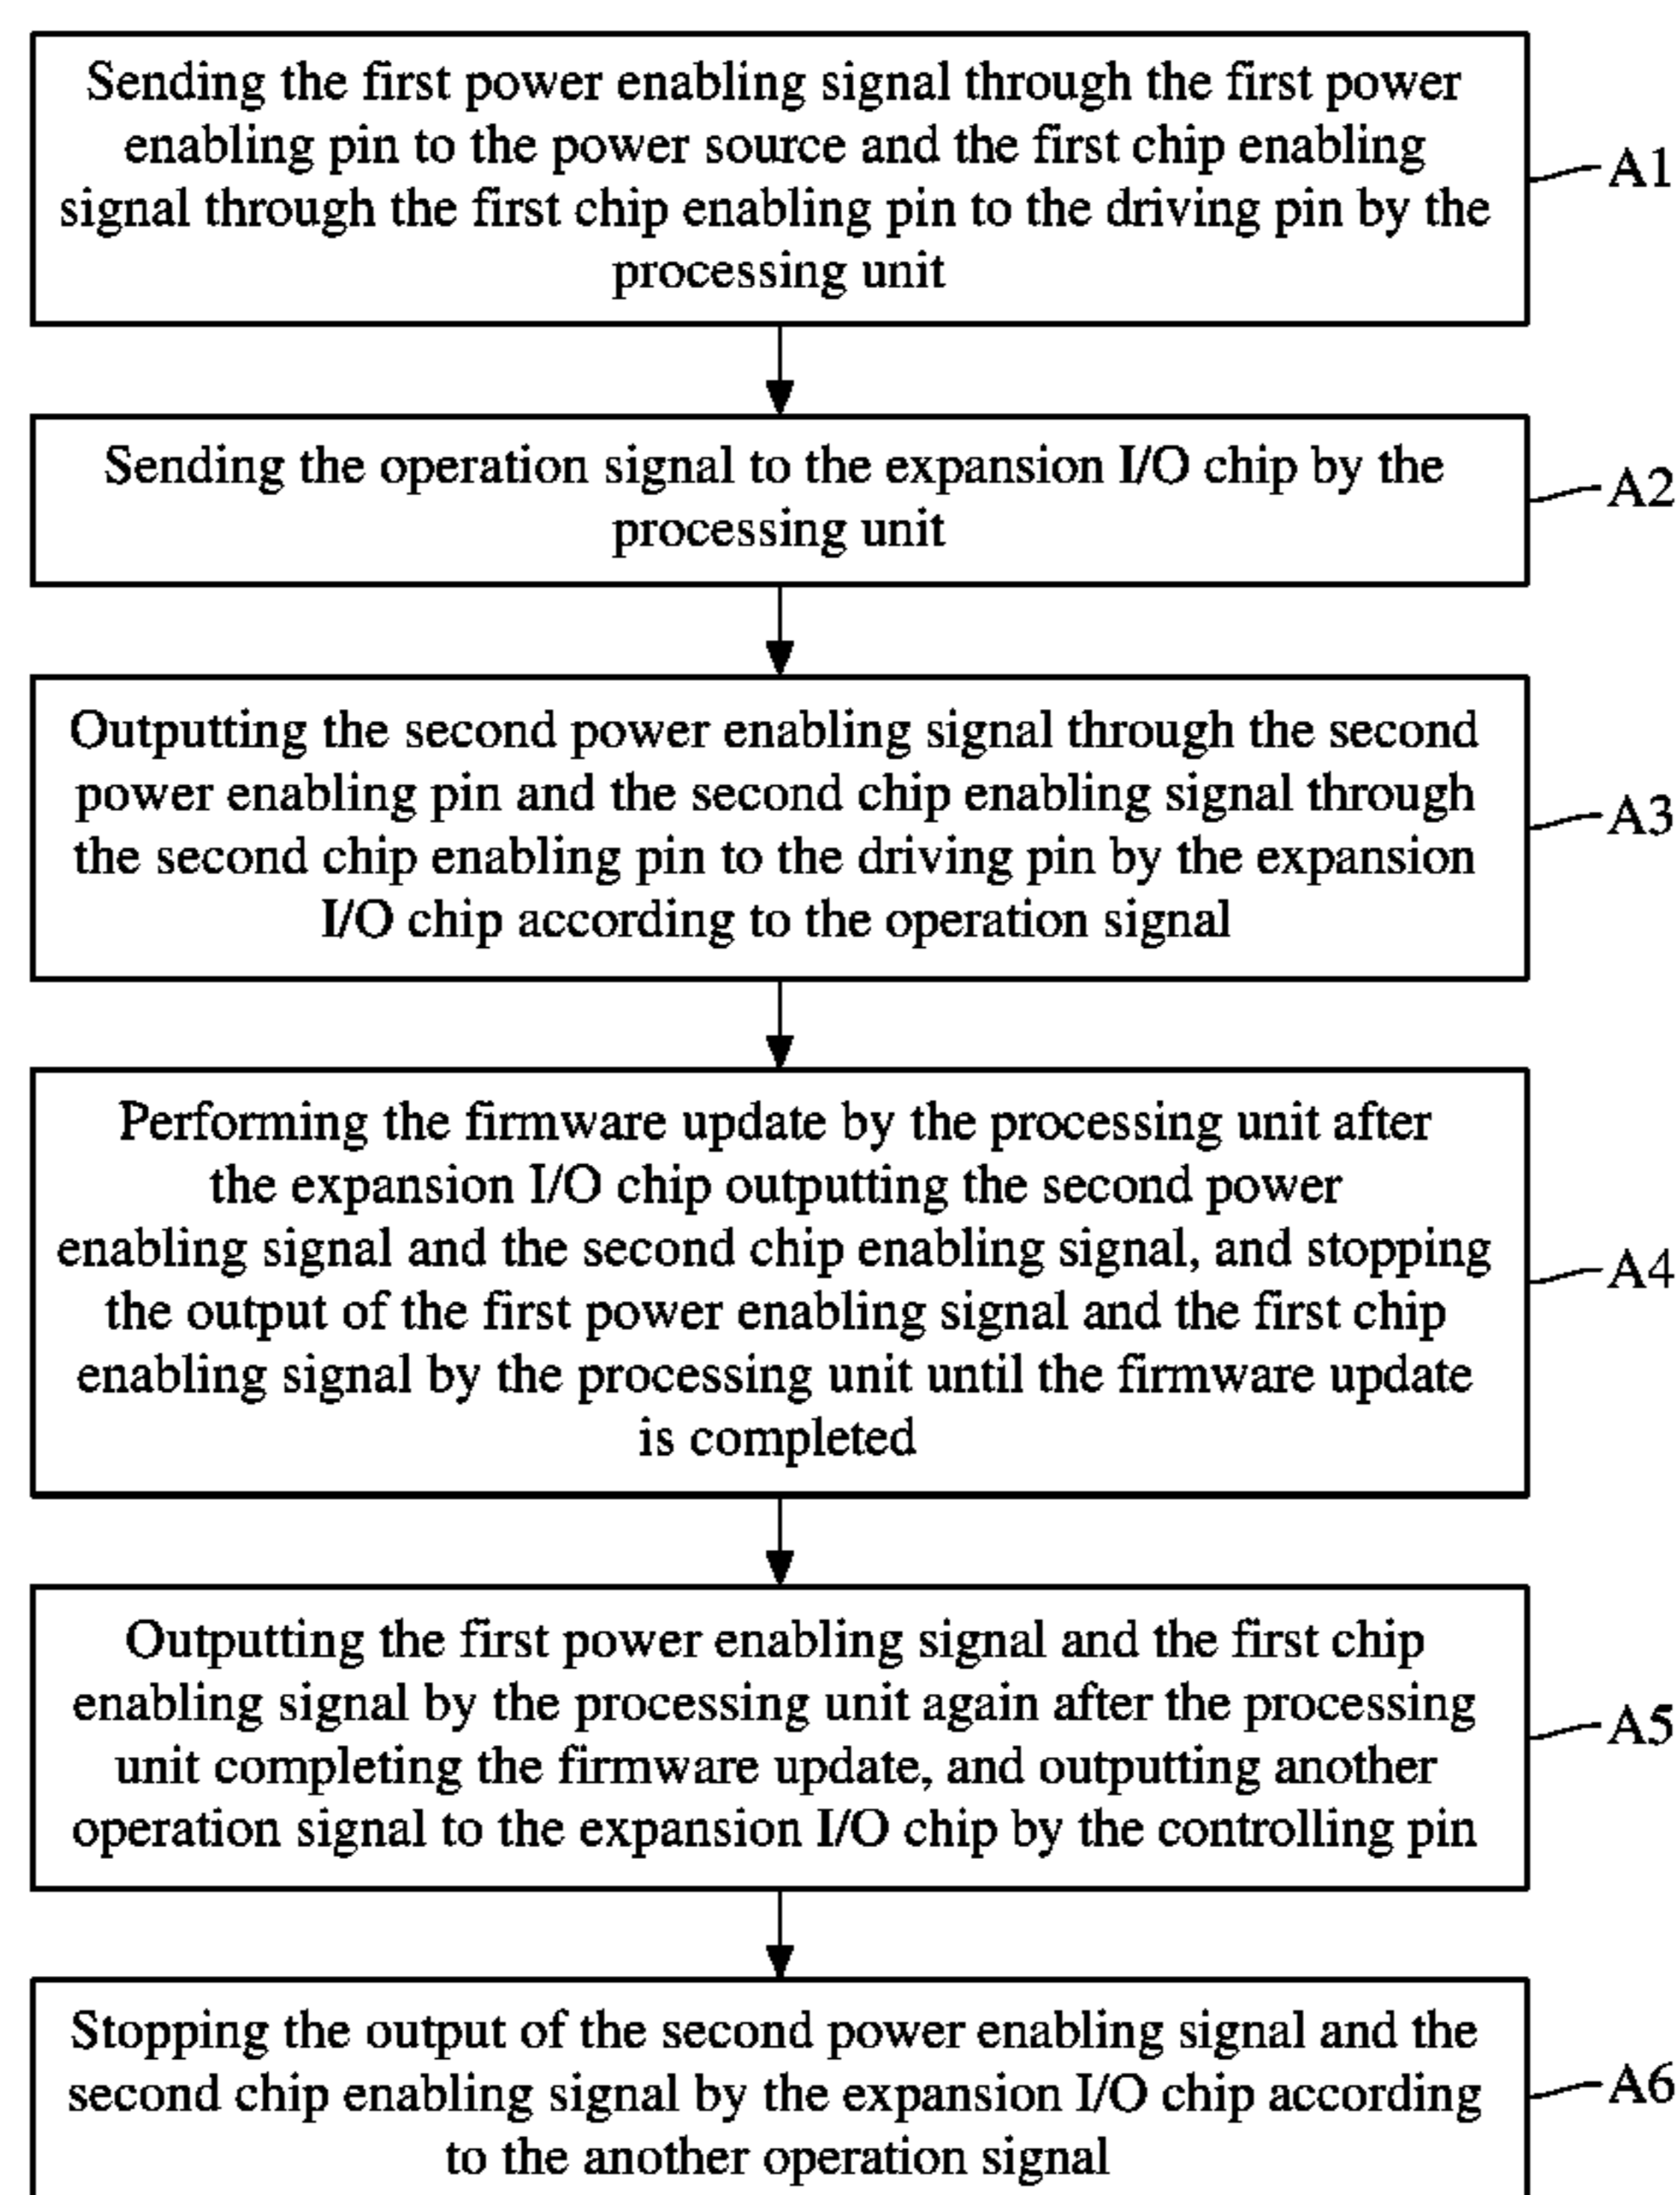 Sending the first power enabling signal through the first power
enabling pin to the power source and the first chip enabling
signal through the first chip enabling pin to the driving pin by the
processing unit
A1
Sending the operation signal to the expansion I/O chip by the
processing unit
A2
Outputting the second power enabling signal through the second
power enabling pin and the second chip enabling signal through
the second chip enabling pin to the driving pin by the expansion
I/O chip according to the operation signal
A3
Performing the firmware update by the processing unit after
the expansion I/O chip outputting the second power
enabling signal and the second chip enabling signal, and stopping
the output of the first power enabling signal and the first chip
enabling signal by the processing unit until the firmware update
is completed
A4
Outputting the first power enabling signal and the first chip
enabling signal by the processing unit again after the processing
unit completing the firmware update, and outputting another
operation signal to the expansion I/O chip by the controlling pin
A5
Stopping the output of the second power enabling signal and the
second chip enabling signal by the expansion I/O chip according
to the another operation signal
A6